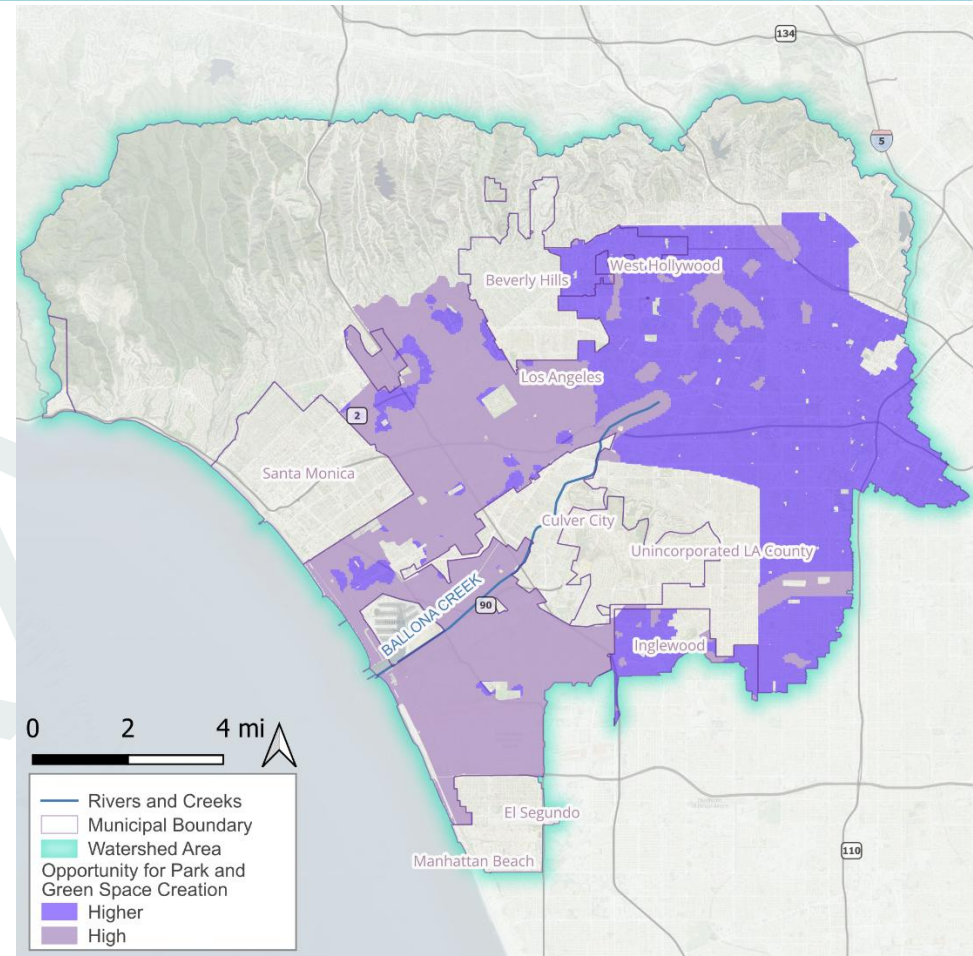 134
5
West Hollywood
Beverly Hills
Los Angeles
2
Santa Monica
Culver City
Unincorporated LA County
BALLONA CREEK
90
Inglewood
0 2 4 mi
El Segundo
Manhattan Beach
110
Rivers and Creeks
Municipal Boundary
Watershed Area
Opportunity for Park and
Green Space Creation
Higher
High